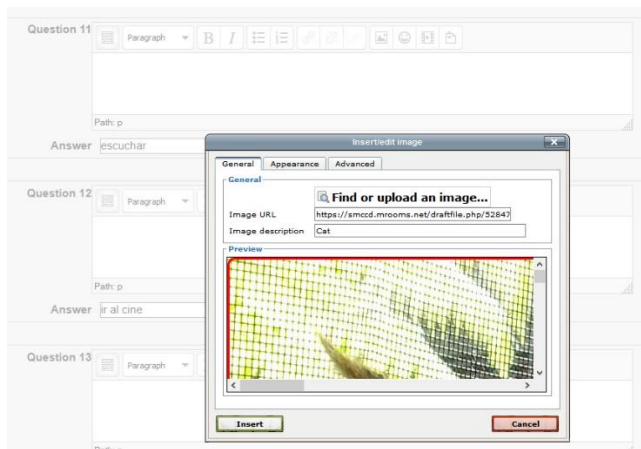 Question 11
Paragraph
B I
Path: p
Answer escuchar
Insert/edit image
General Appearance Advanced
General
Find or upload an image...
Image URL https://smccd.mrooms.net/draftfile.php/52847
Image description Cat
Preview
Insert Cancel
Question 12
Paragraph
Path: p
Answer ir al cine
Question 13
Paragraph